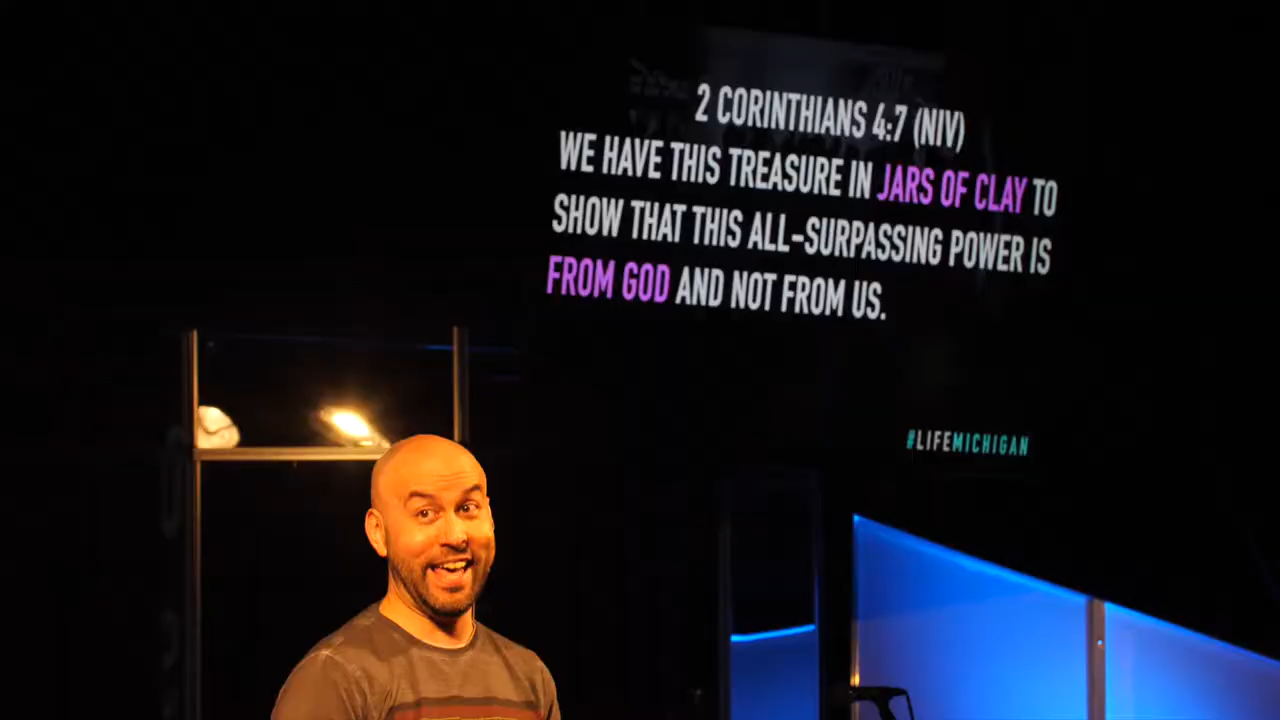 2 CORINTHIANS 4:7 (NIV)
WE HAVE THIS TREASURE IN JARS OF CLAY TO
SHOW THAT THIS ALL-SURPASSING POWER IS
FROM GOD AND NOT FROM US.
#LIFEMICHIGAN